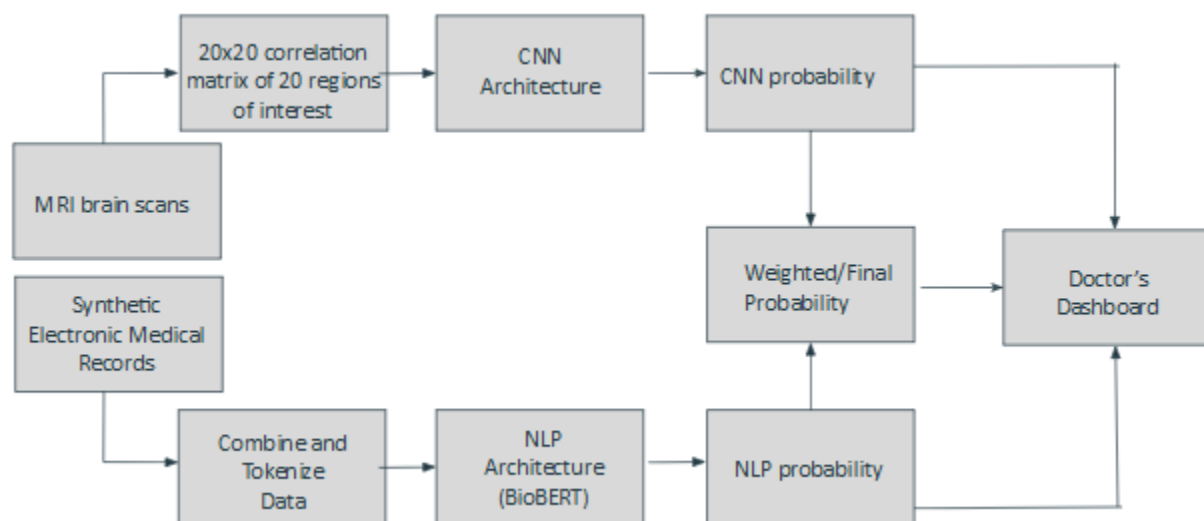 20x20 correlation
matrix of 20 regions
of interest
CNN
Architecture
CNN probability
MRI brain scans
Weighted/Final
Probability
Doctor's
Dashboard
Synthetic
Electronic Medical
Records
Combine and
Tokenize
Data
NLP
Architecture
(BioBERT)
NLP probability